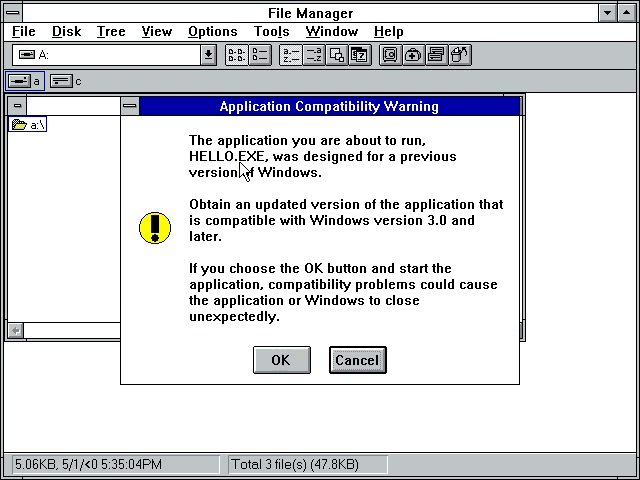 File Manager
File Disk Tree View Options Tools Window Help
A:
a c
Application Compatibility Warning
a:\
The application you are about to run,
HELLO.EXE, was designed for a previous
version of Windows.
Obtain an updated version of the application that
is compatible with Windows version 3.0 and
later.
If you choose the OK button and start the
application, compatibility problems could cause
the application or Windows to close
unexpectedly.
OK Cancel
5.06KB, 5/1/<0 5:35:04PM Total 3 file(s) (47.8KB)